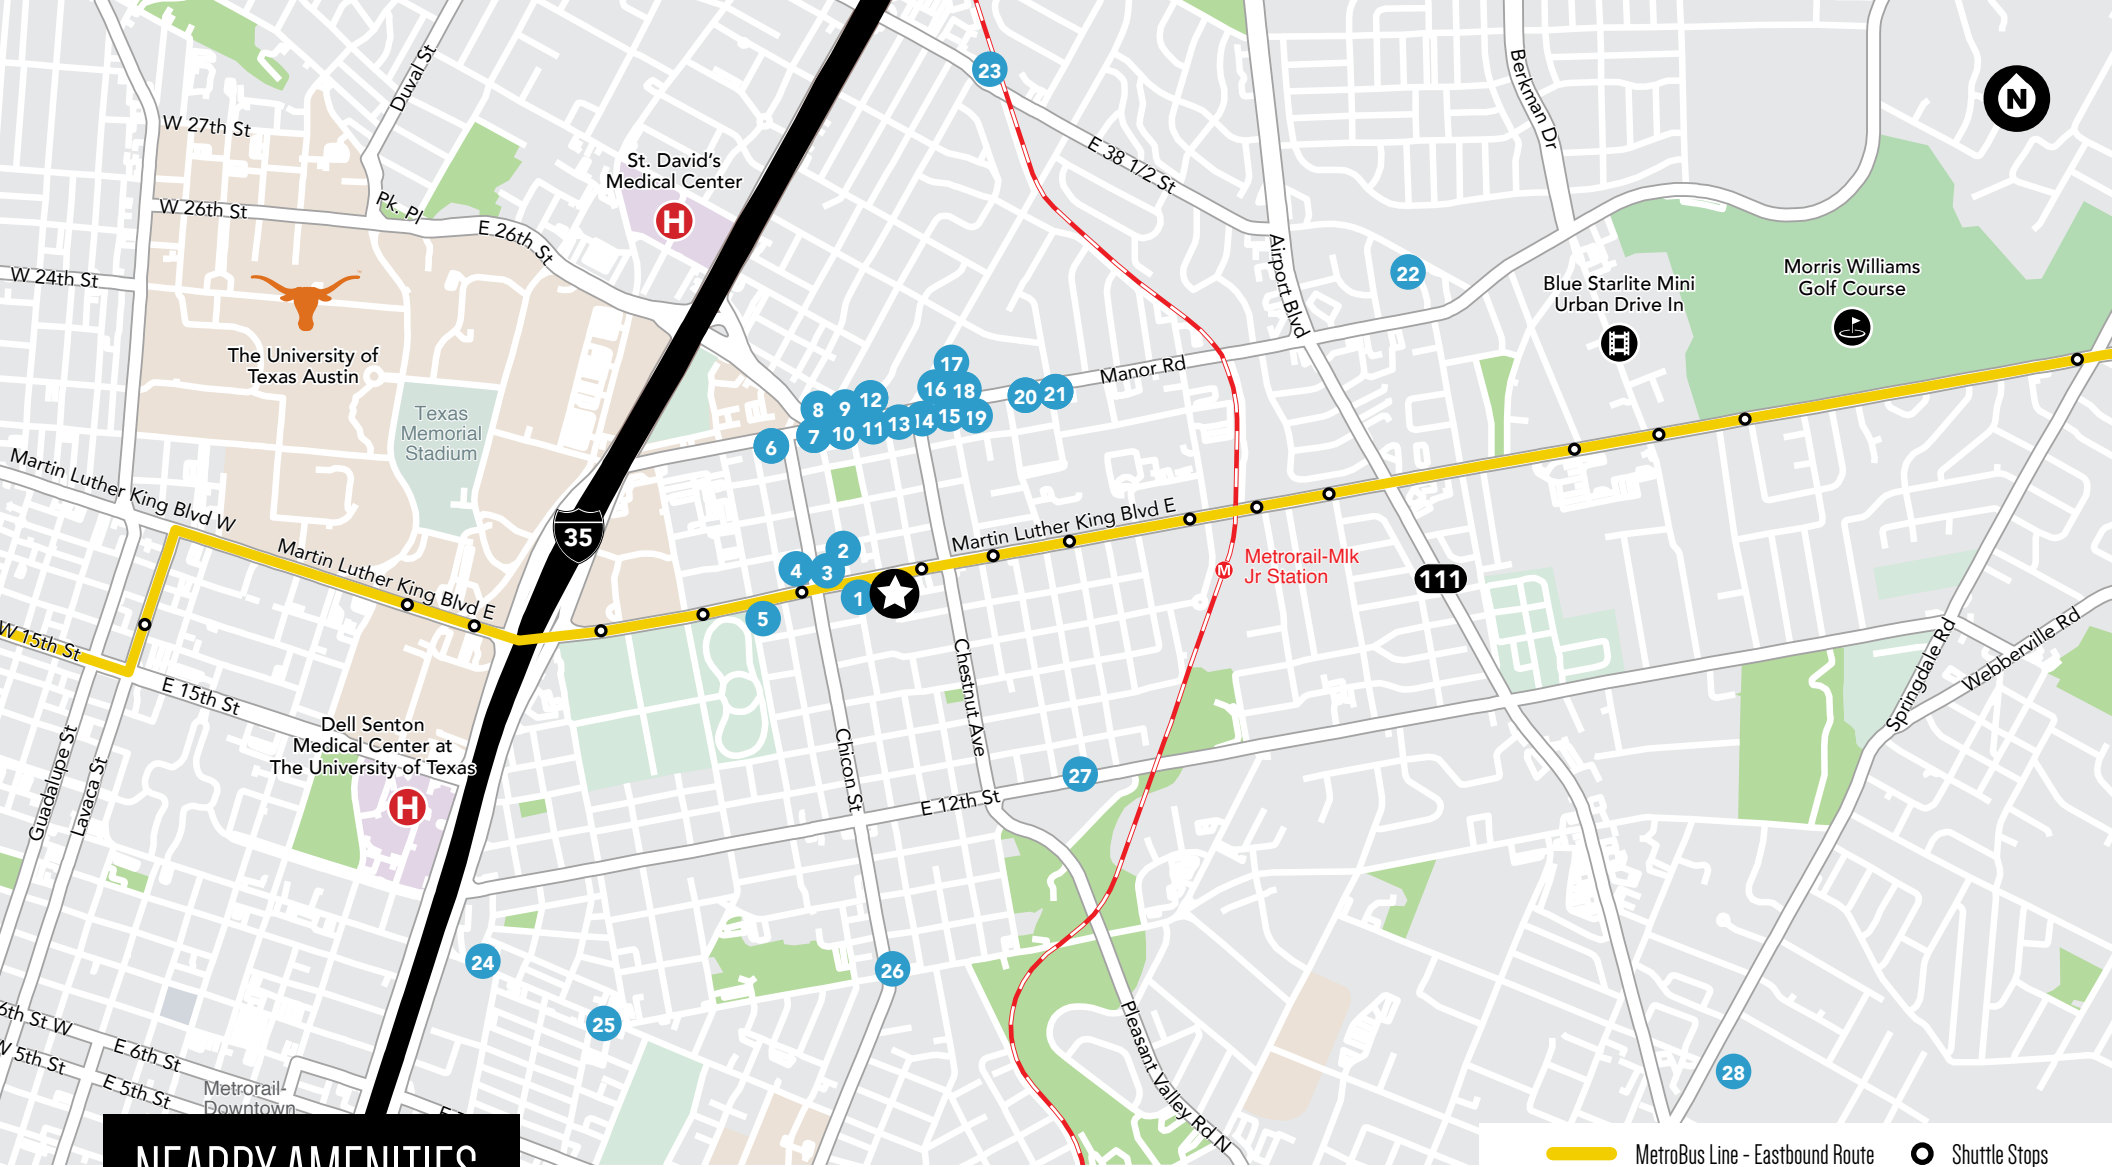 23
Duval St
Berkman Dr
N
W 27th St
E 38 1/2 St
St. David's
Medical Center
H
W 26th St
Pk. Pl
E 26th St
W 24th St
Airport Blvd
22
Blue Starlite Mini
Urban Drive In
Morris Williams
Golf Course
The University of
Texas Austin
Texas
Memorial
Stadium
17
16
18
12
8
9
20
21
Manor Rd
6
7
10
11
13
14
15
19
Martin Luther King Blvd W
Martin Luther King Blvd E
35
Martin Luther King Blvd E
2
4
3
1
5
Metrorail-Mlk
Jr Station
M
111
W 15th St
E 15th St
Chestnut Ave
Springdale Rd
Webberville Rd
Dell Senton
Medical Center at
The University of Texas
H
Guadalupe St
Lavaca St
Chicon St
27
E 12th St
24
26
25
Pleasant Valley Rd N
6th St W
W 5th St
E 6th St
E 5th St
Metrorail-
Downtown
28
NEARBY AMENITIES
MetroBus Line - Eastbound Route
Shuttle Stops